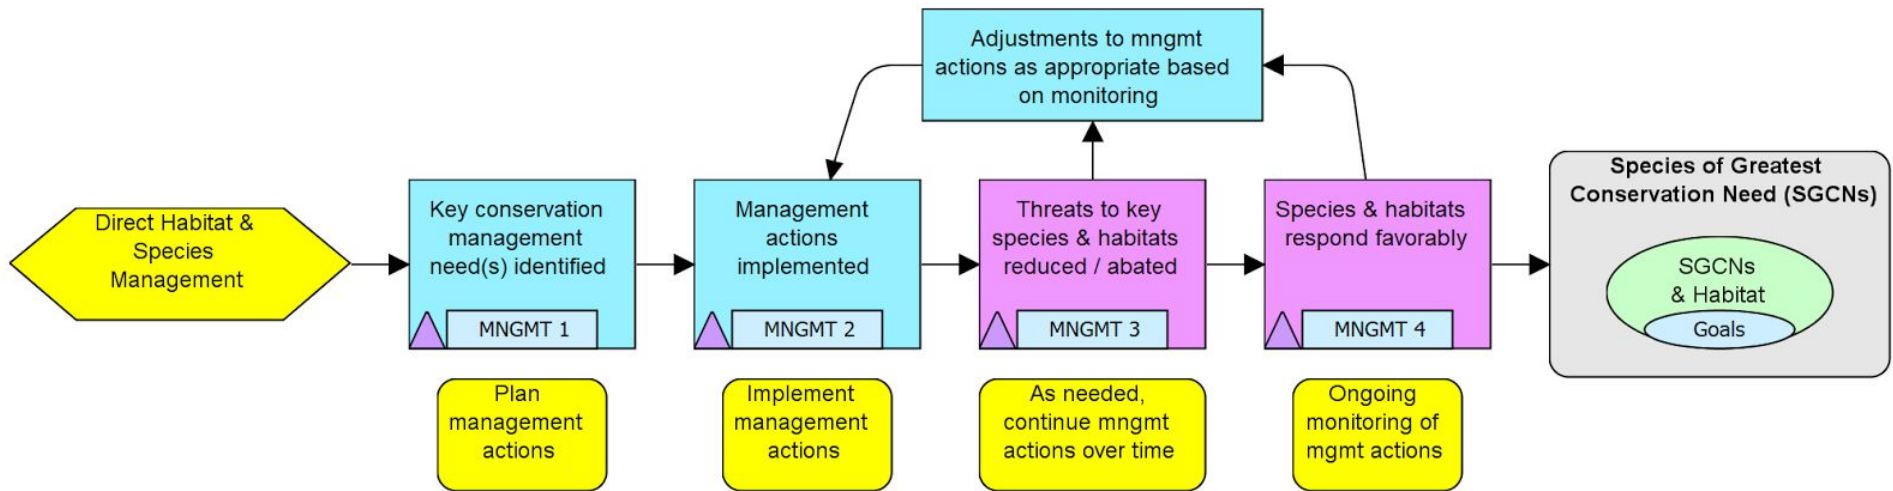 Adjustments to mngmt
actions as appropriate based
on monitoring
Direct Habitat &
Species
Management
Key conservation
management
need(s) identified
MNGMT 1
Management
actions
implemented
MNGMT 2
Threats to key
species & habitats
reduced / abated
MNGMT 3
Species & habitats
respond favorably
MNGMT 4
Species of Greatest
Conservation Need (SGCNs)
SGCNs
& Habitat
Goals
Plan
management
actions
Implement
management
actions
As needed,
continue mngmt
actions over time
Ongoing
monitoring of
mgmt actions